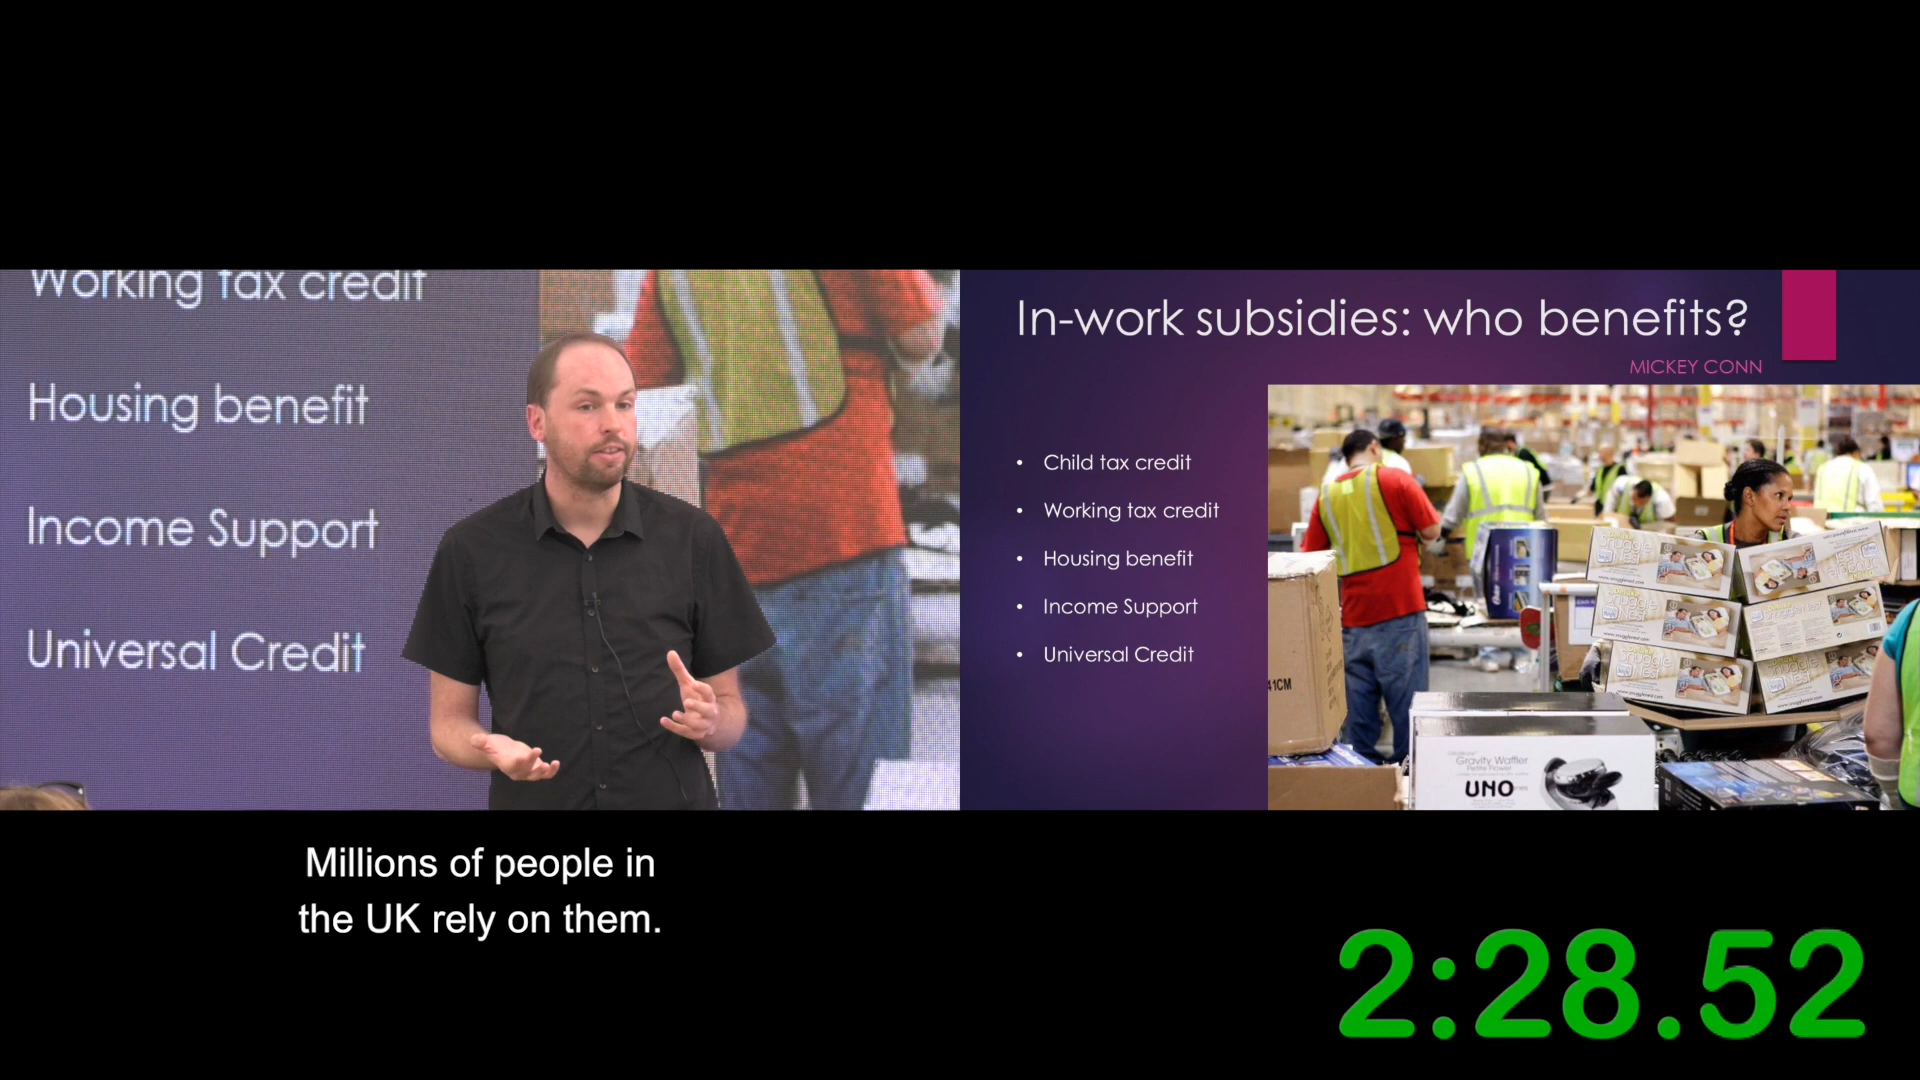 Working tax credit
Housing benefit
Income Support
Universal Credit
In-work subsidies: who benefits?
MICKEY CONN
• Child tax credit
• Working tax credit
• Housing benefit
• Income Support
• Universal Credit
41CM
Gravity Waffler
UNO
Millions of people in
the UK rely on them.
2:28.52